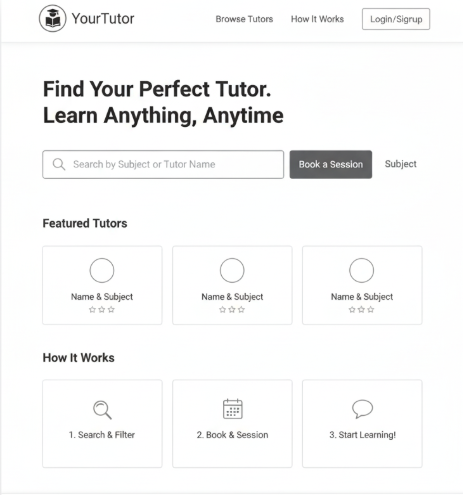 YourTutor
Browse Tutors
How It Works
Login/Signup
Find Your Perfect Tutor.
Learn Anything, Anytime
Search by Subject or Tutor Name
Book a Session
Subject
Featured Tutors
Name & Subject
Name & Subject
Name & Subject
How It Works
1. Search & Filter
2. Book & Session
3. Start Learning!